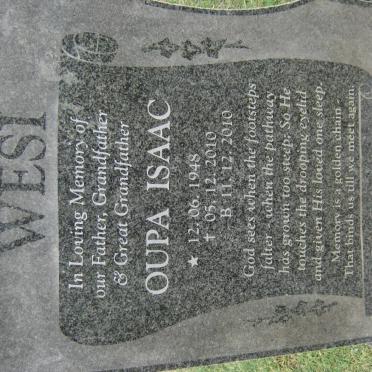 WESI
In Loving Memory of
our Father, Grandfather
& Great Grandfather
OUPA ISAAC
★ 12.06.1948
† 05.12.2010
B 11.12.2010
God sees when the footsteps
falter, when the pathway
has grown too steep. So He
touches the drooping eyelid
and given His loved one sleep.
Memory is a golden chain
That binds us till we meet again.